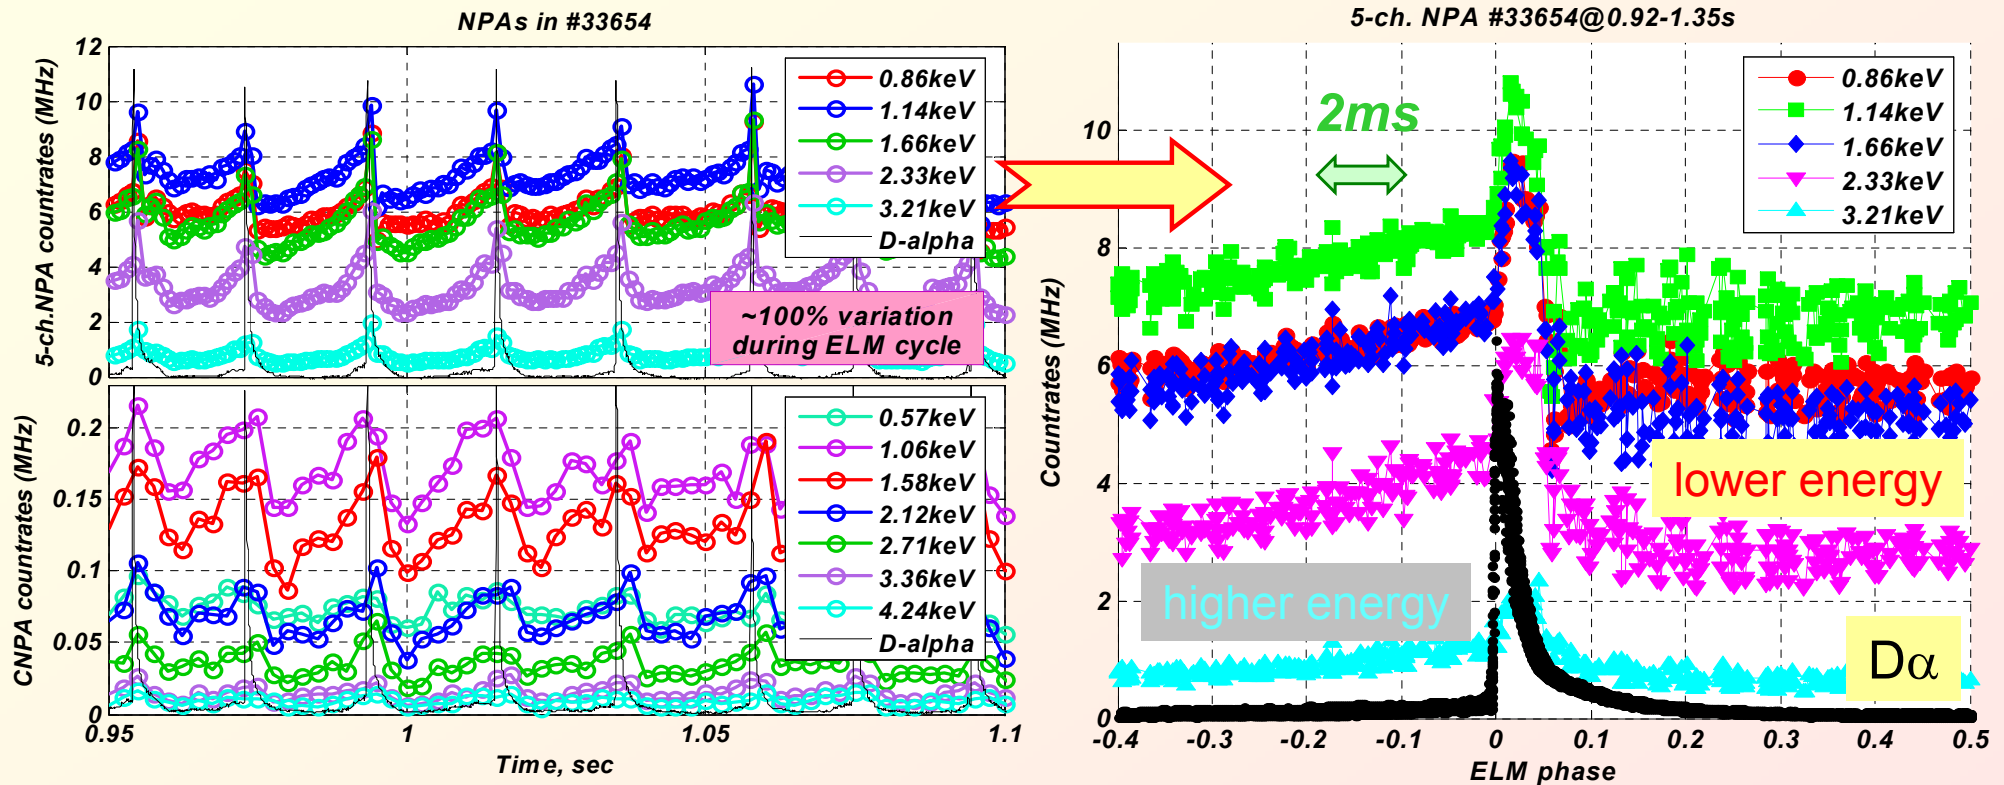 NPAs in #33654
5-ch.NPA countrates (MHz)
12
10
8
6
4
2
0
0.86keV
1.14keV
1.66keV
2.33keV
3.21keV
D-alpha
~100% variation
during ELM cycle
CNPA countrates (MHz)
0.2
0.15
0.1
0.05
0
0.57keV
1.06keV
1.58keV
2.12keV
2.71keV
3.36keV
4.24keV
D-alpha
0.95
1
1.05
1.1
Time, sec
5-ch. NPA #33654@0.92-1.35s
Countrates (MHz)
10
8
6
4
2
0
2ms
0.86keV
1.14keV
1.66keV
2.33keV
3.21keV
lower energy
higher energy
Dα
-0.4
-0.3
-0.2
-0.1
0
0.1
0.2
0.3
0.4
0.5
ELM phase